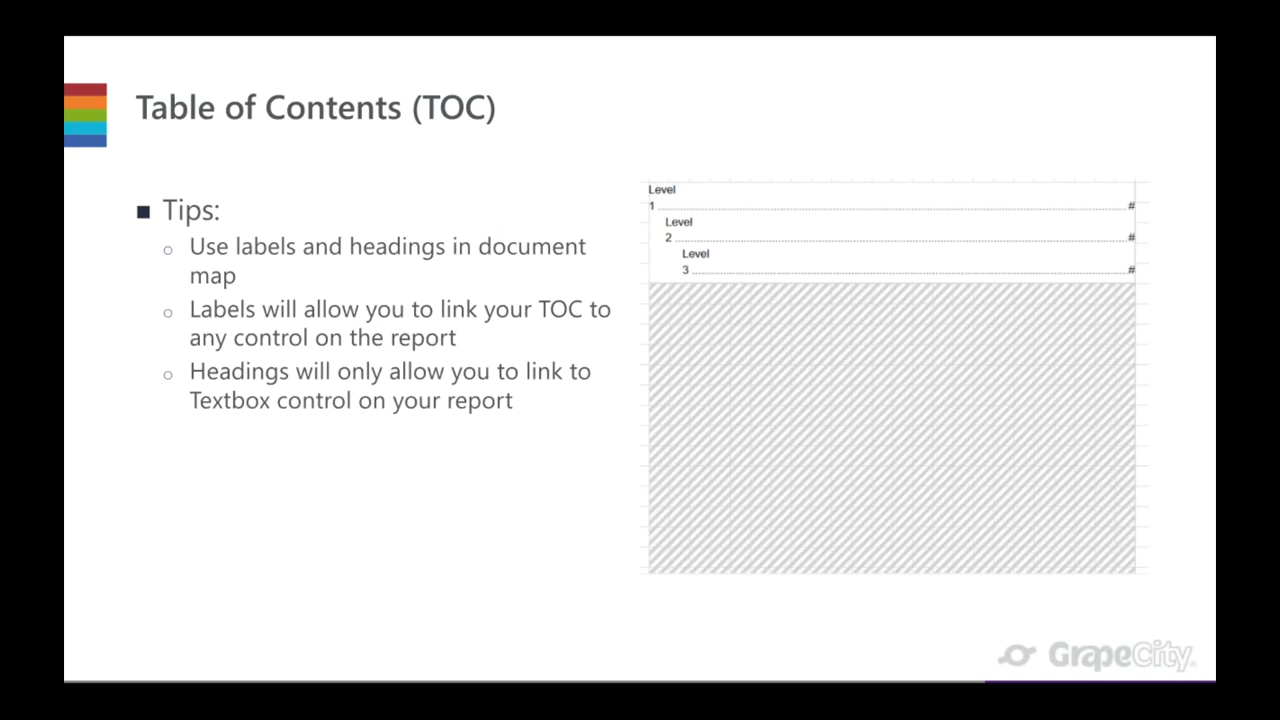 Table of Contents (TOC)
Tips:
Use labels and headings in document
map
Labels will allow you to link your TOC to
any control on the report
Headings will only allow you to link to
Textbox control on your report
Level
1 #
Level
2 #
Level
3 #
GrapeCity